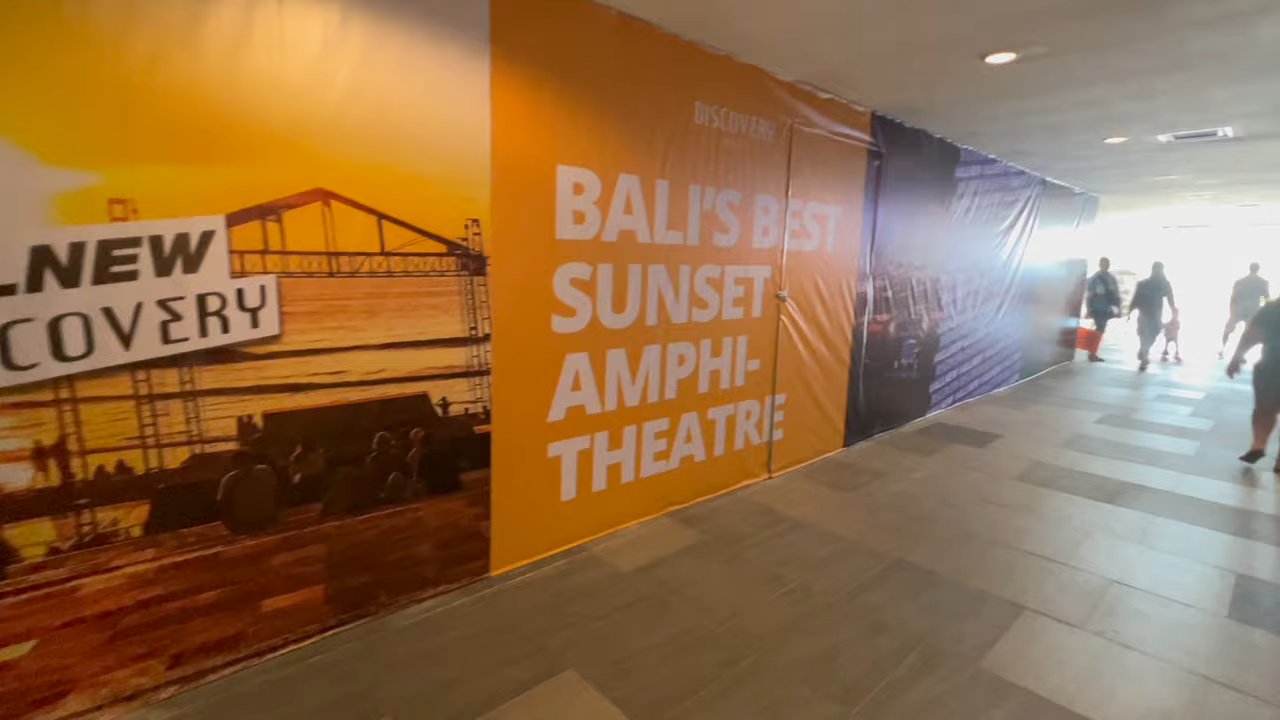 .NEW
COVERY
DISCOVERY
BALI'S BEST
SUNSET
AMPHI-
THEATRE